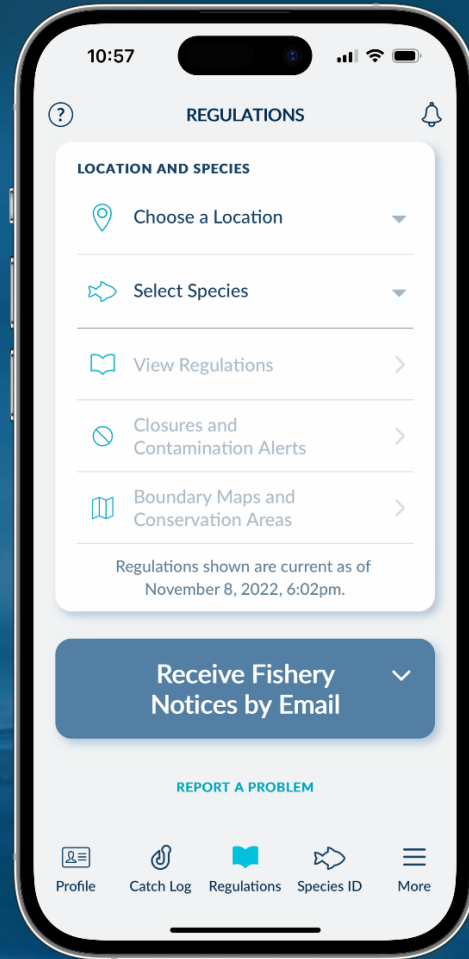 10:57
?
REGULATIONS
LOCATION AND SPECIES
Choose a Location
Select Species
View Regulations
Closures and
Contamination Alerts
Boundary Maps and
Conservation Areas
Regulations shown are current as of
November 8, 2022, 6:02pm.
Receive Fishery
Notices by Email
REPORT A PROBLEM
Profile
Catch Log
Regulations
Species ID
More